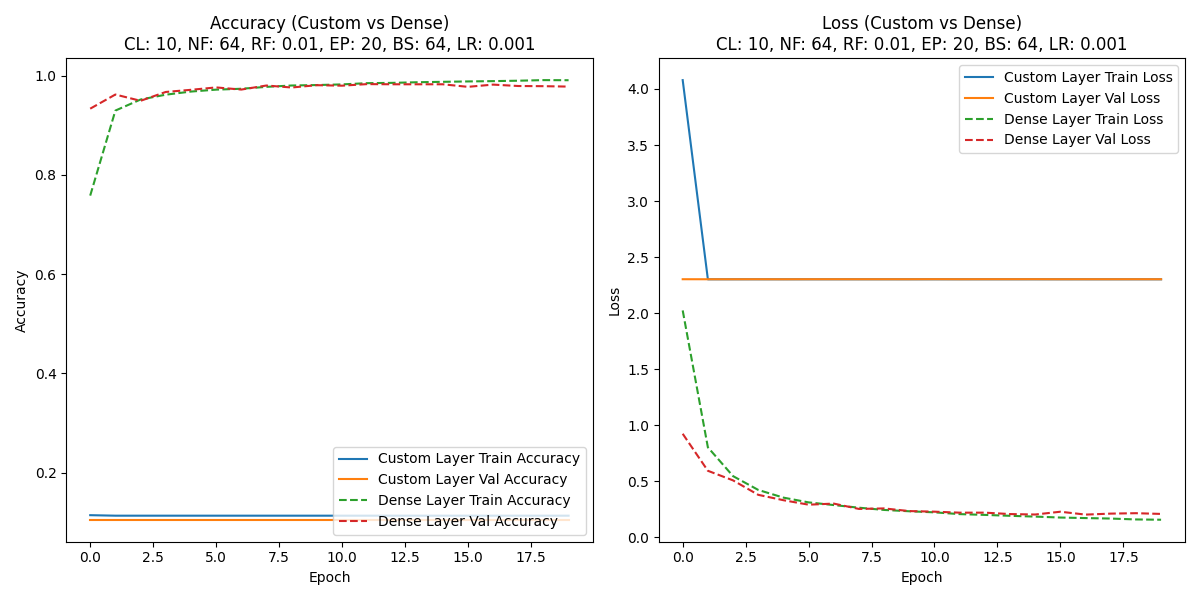 Accuracy (Custom vs Dense)
CL: 10, NF: 64, RF: 0.01, EP: 20, BS: 64, LR: 0.001
1.0
0.8
0.6
0.4
0.2
Accuracy
Custom Layer Train Accuracy
Custom Layer Val Accuracy
Dense Layer Train Accuracy
Dense Layer Val Accuracy
0.0 2.5 5.0 7.5 10.0 12.5 15.0 17.5
Epoch
Loss (Custom vs Dense)
CL: 10, NF: 64, RF: 0.01, EP: 20, BS: 64, LR: 0.001
Custom Layer Train Loss
Custom Layer Val Loss
Dense Layer Train Loss
Dense Layer Val Loss
4.0
3.5
3.0
2.5
2.0
1.5
1.0
0.5
0.0
Loss
0.0 2.5 5.0 7.5 10.0 12.5 15.0 17.5
Epoch